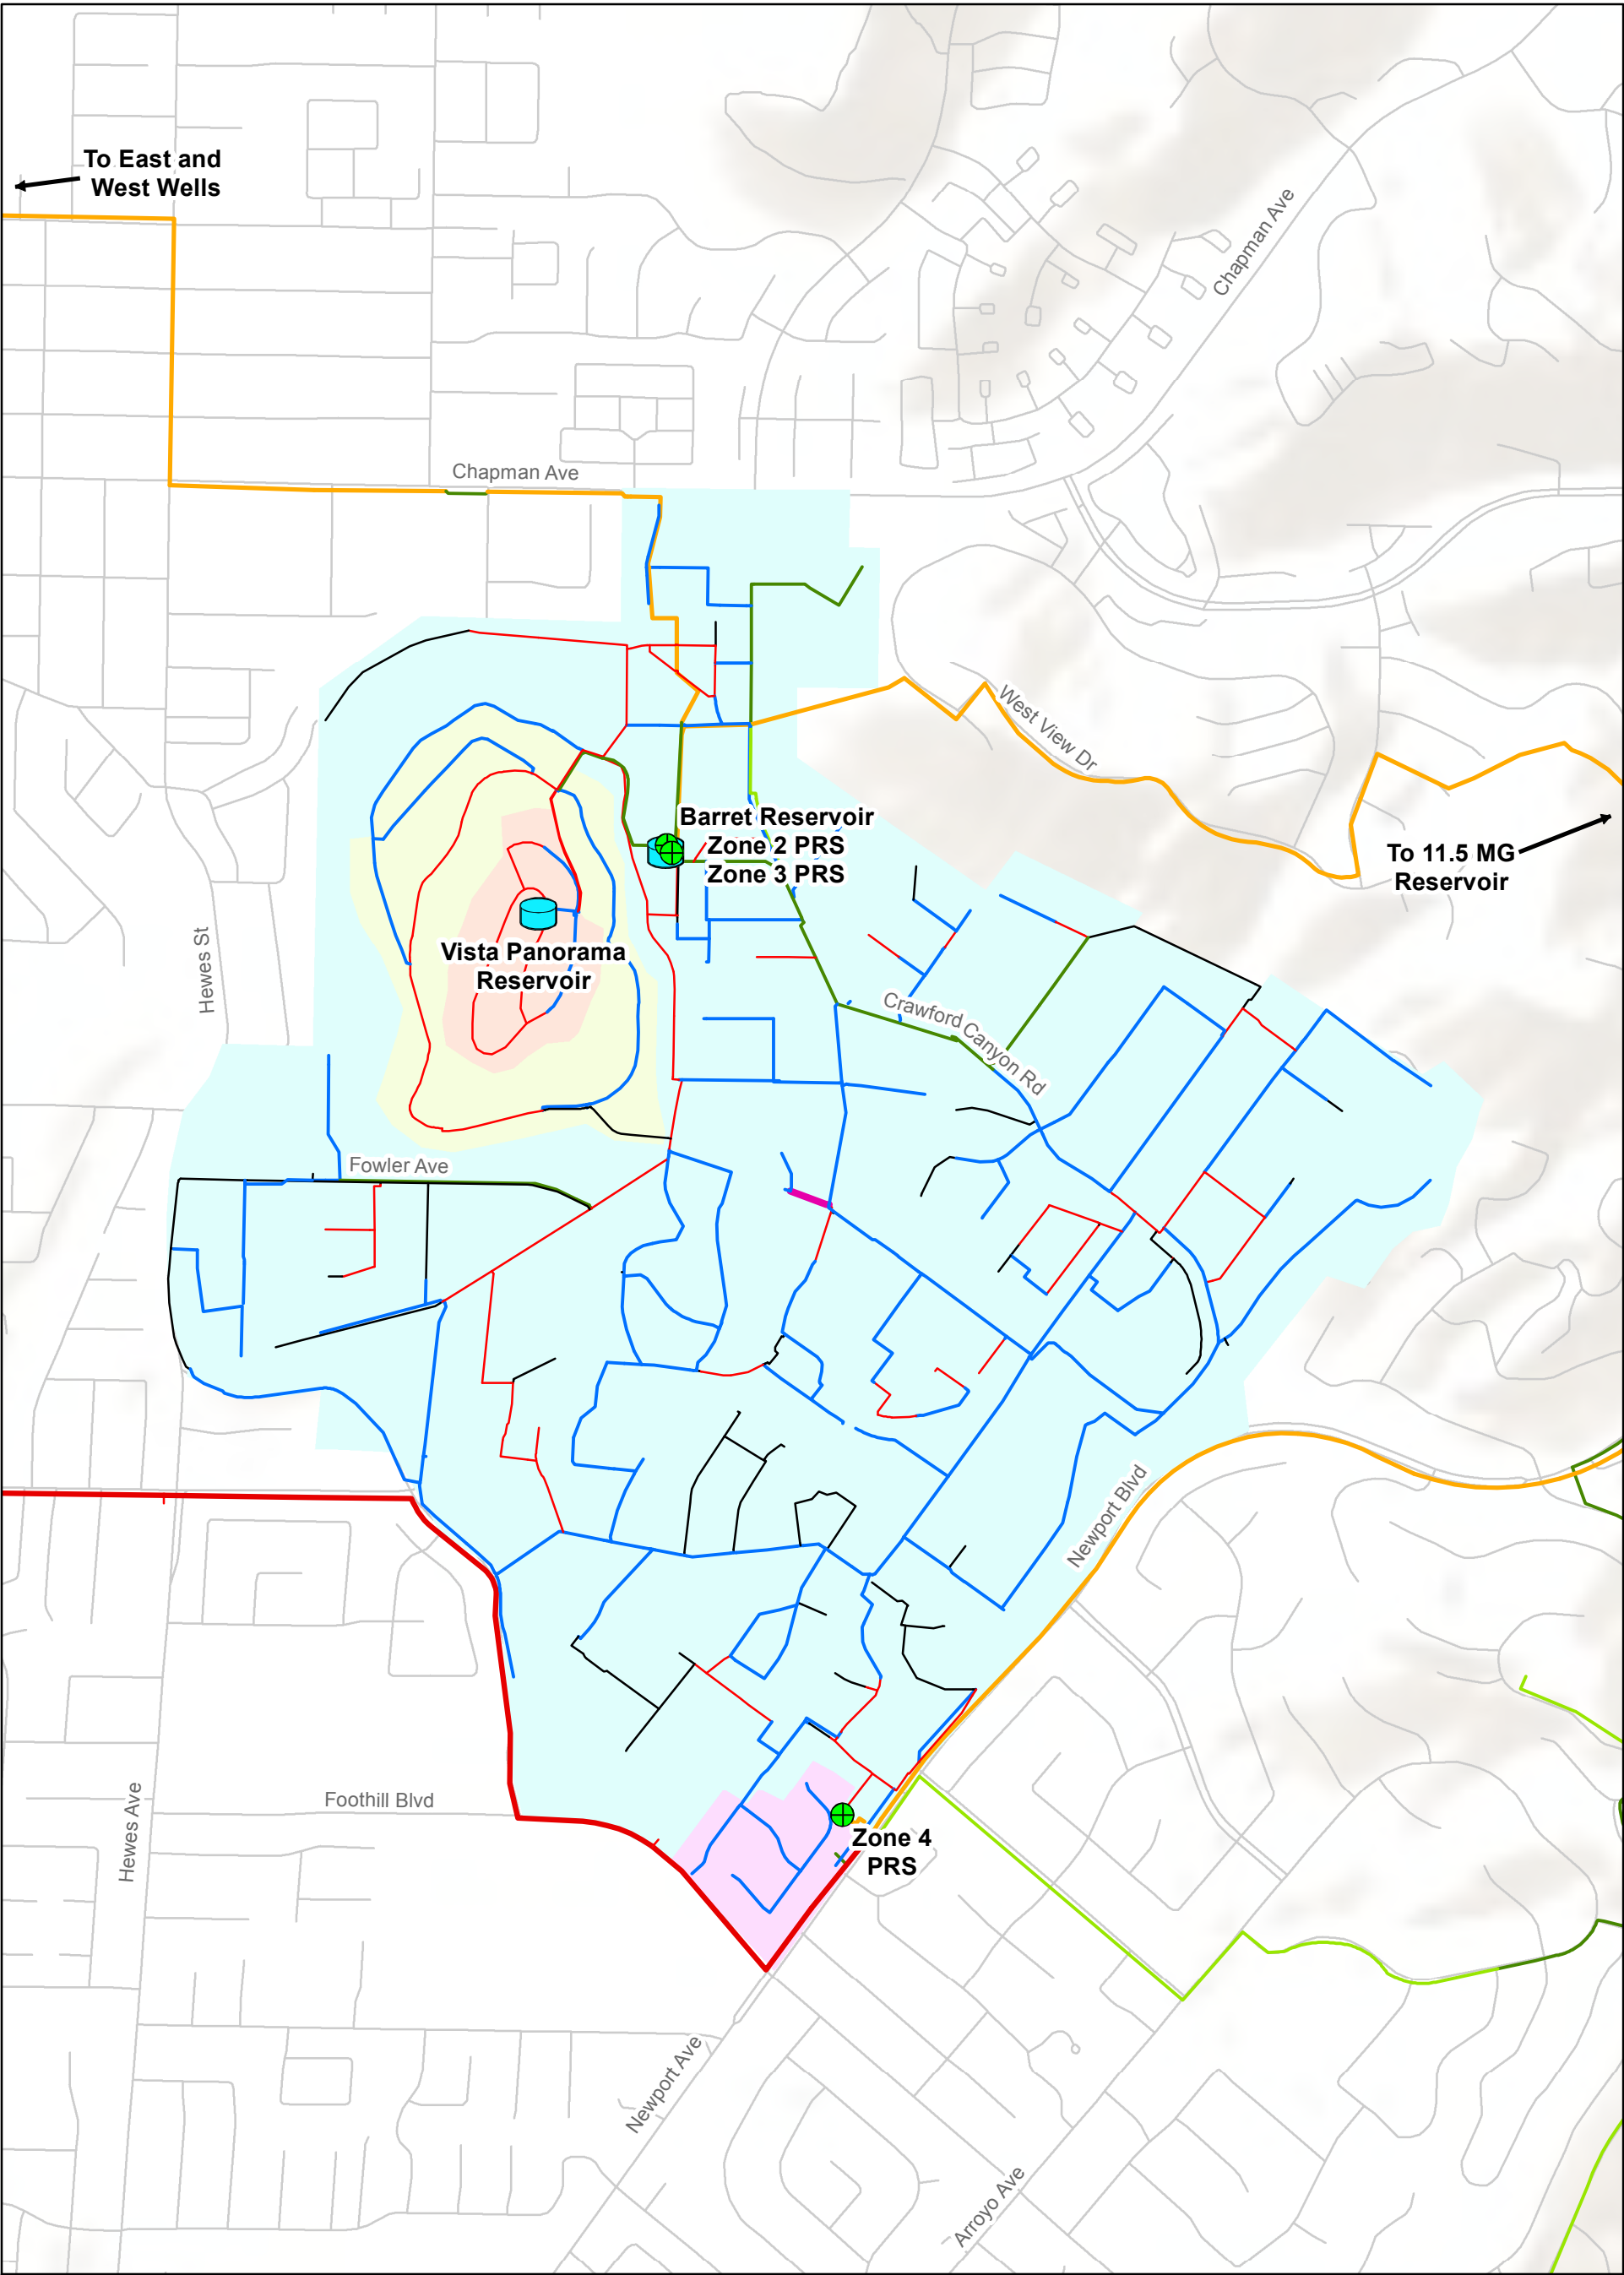 To East and
West Wells
Chapman Ave
Chapman Ave
West View Dr
Barret Reservoir
Zone 2 PRS
Zone 3 PRS
To 11.5 MG
Reservoir
Vista Panorama
Reservoir
Hewes St
Crawford Canyon Rd
Fowler Ave
Newport Blvd
Foothill Blvd
Hewes Ave
Zone 4
PRS
Newport Ave
Arroyo Ave